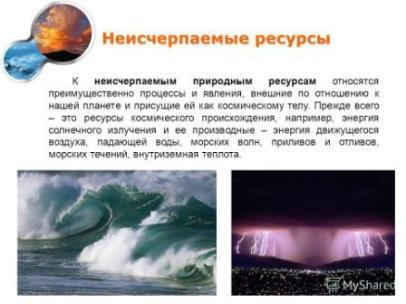 Неисчерпаемые ресурсы
К неисчерпаемым природным ресурсам относятся
преимущественно процессы и явления, внешние по отношению к
нашей планете и присущие ей как космическому телу. Прежде всего
– это ресурсы космического происхождения, например, энергия
солнечного излучения и ее производные – энергия движущегося
воздуха, падающей воды, морских волн, приливов и отливов,
морских течений, внутриземная теплота.
MyShared